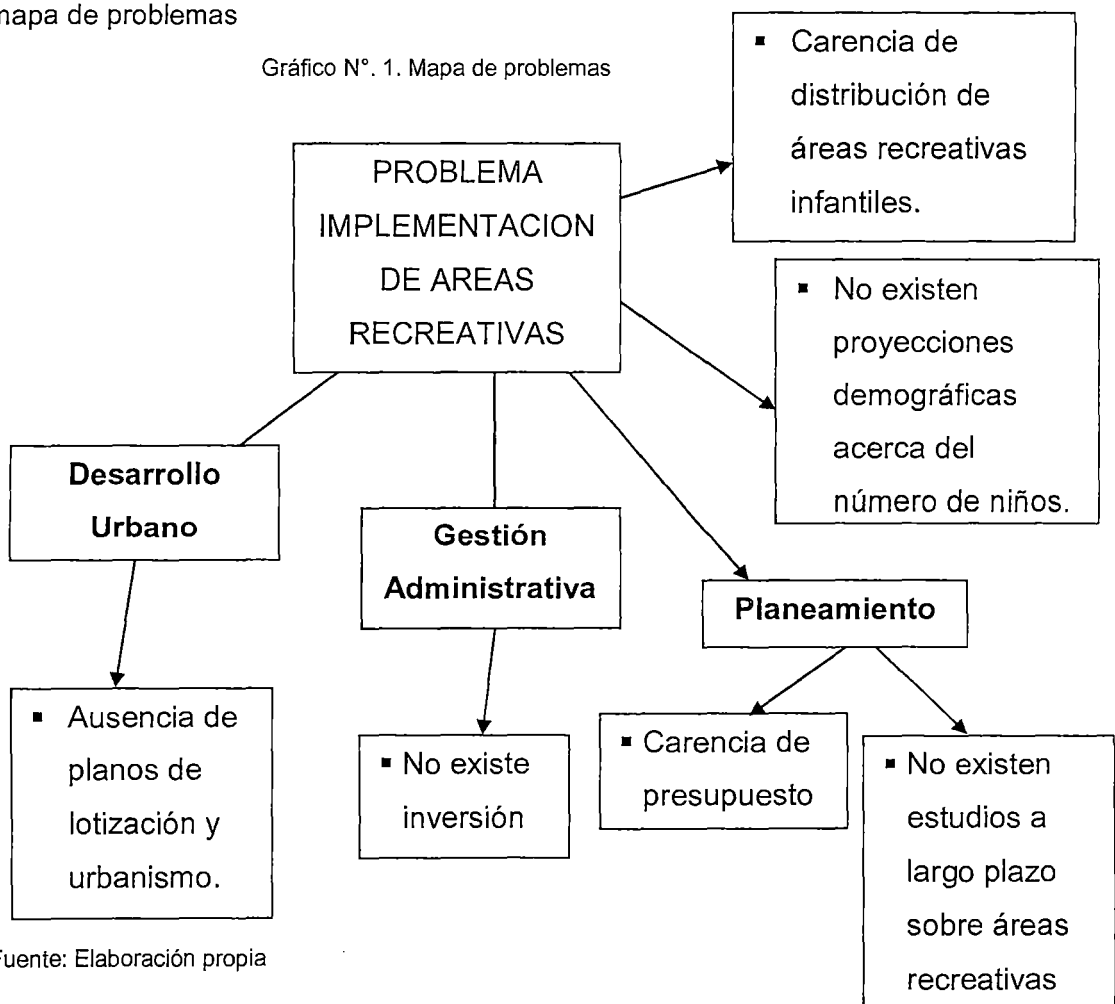 mapa de problemas
Gráfico N°. 1. Mapa de problemas
PROBLEMA
IMPLEMENTACION
DE AREAS
RECREATIVAS
▪ Carencia de
distribución de
áreas recreativas
infantiles.
▪ No existen
proyecciones
demográficas
acerca del
número de niños.
Desarrollo
Urbano
Gestión
Administrativa
Planeamiento
▪ Ausencia de
planos de
lotización y
urbanismo.
▪ No existe
inversión
▪ Carencia de
presupuesto
▪ No existen
estudios a
largo plazo
sobre áreas
recreativas
Fuente: Elaboración propia